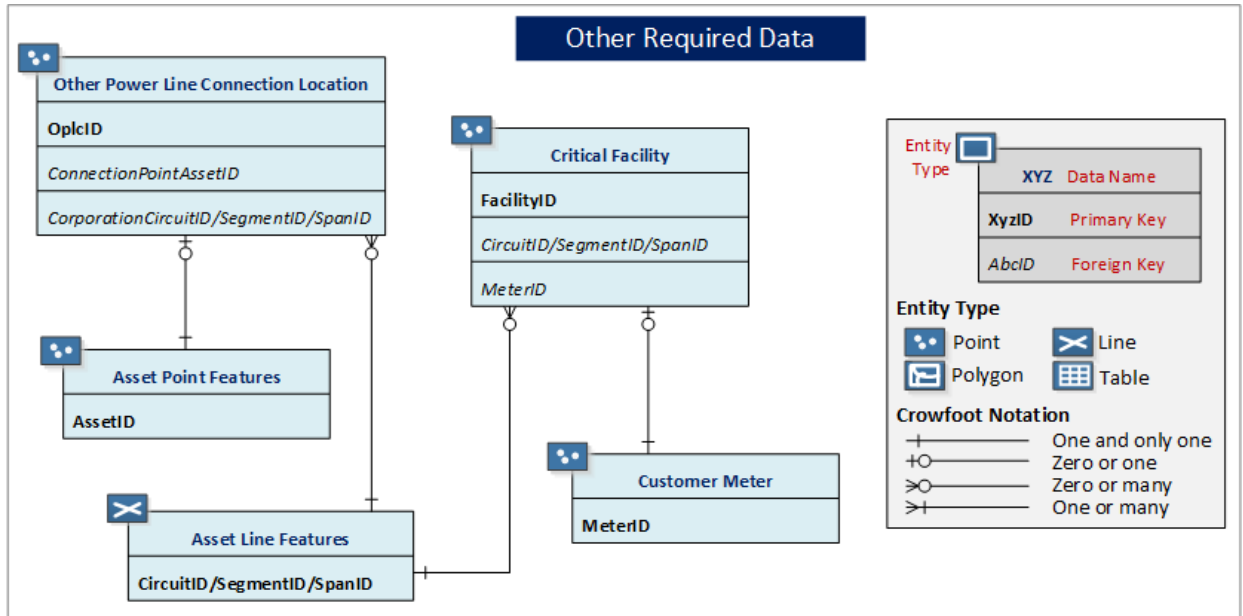 Other Required Data
Other Power Line Connection Location
OplcID
ConnectionPointAssetID
CorporationCircuitID/SegmentID/SpanID
Critical Facility
FacilityID
CircuitID/SegmentID/SpanID
MeterID
Asset Point Features
AssetID
Customer Meter
MeterID
Asset Line Features
CircuitID/SegmentID/SpanID
Entity
Type
XYZ Data Name
XyzID Primary Key
AbcID Foreign Key
Entity Type
Point Line
Polygon Table
Crowfoot Notation
One and only one
Zero or one
Zero or many
One or many